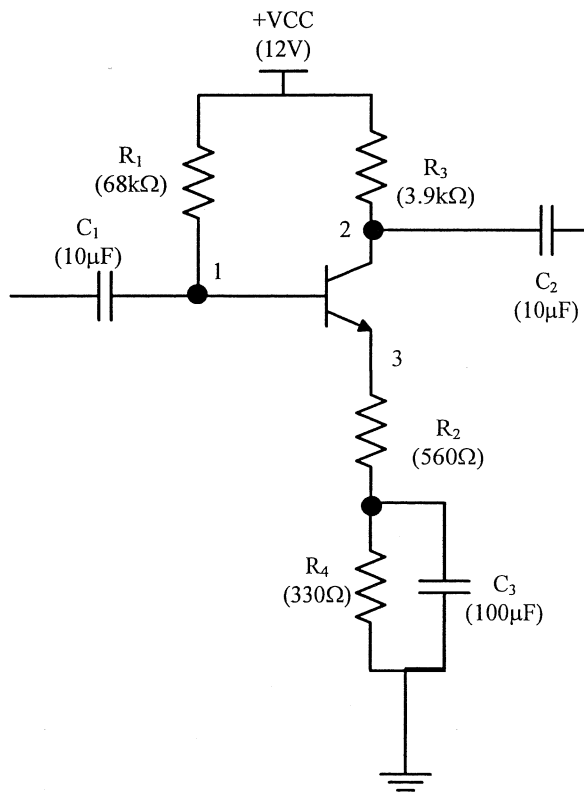 +VCC
(12V)
R₁
(68kΩ)
R₃
(3.9kΩ)
C₁
(10μF)
1
2
C₂
(10μF)
3
R₂
(560Ω)
R₄
(330Ω)
C₃
(100μF)